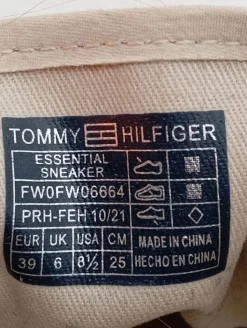 TOMMY HILFIGER
ESSENTIAL
SNEAKER
FW0FW06664
PRH-FEH 10/21
EUR UK USA CM
39 6 8½ 25
MADE IN CHINA
HECHO EN CHINA